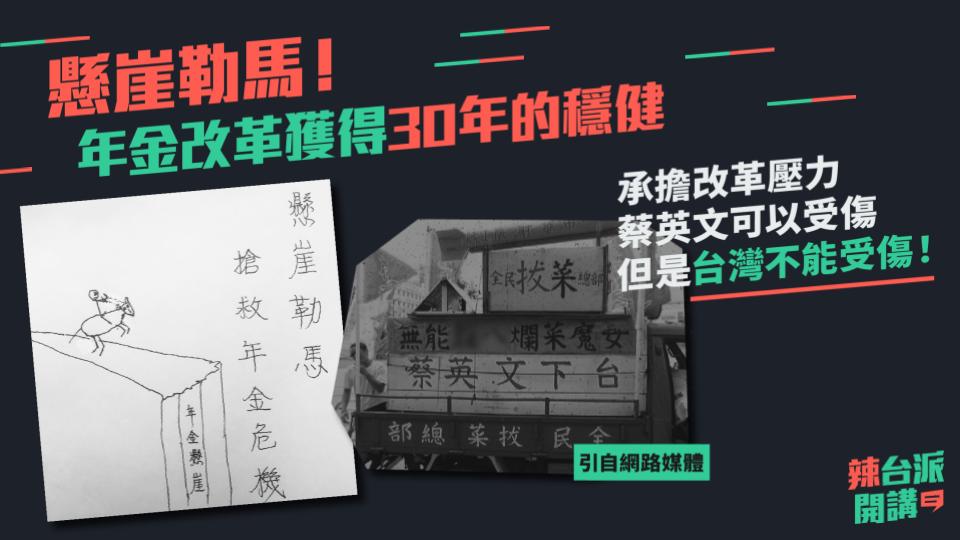 懸崖勒馬！
年金改革獲得30年的穩健
承擔改革壓力
蔡英文可以受傷
但是台灣不能受傷！
懸崖勒馬
搶救年金危機
年金懸崖
全民拔菜總部
無能
爛菜魔女
蔡英文下台
部總菜拔民全
引自網路媒體
辣台派
開講